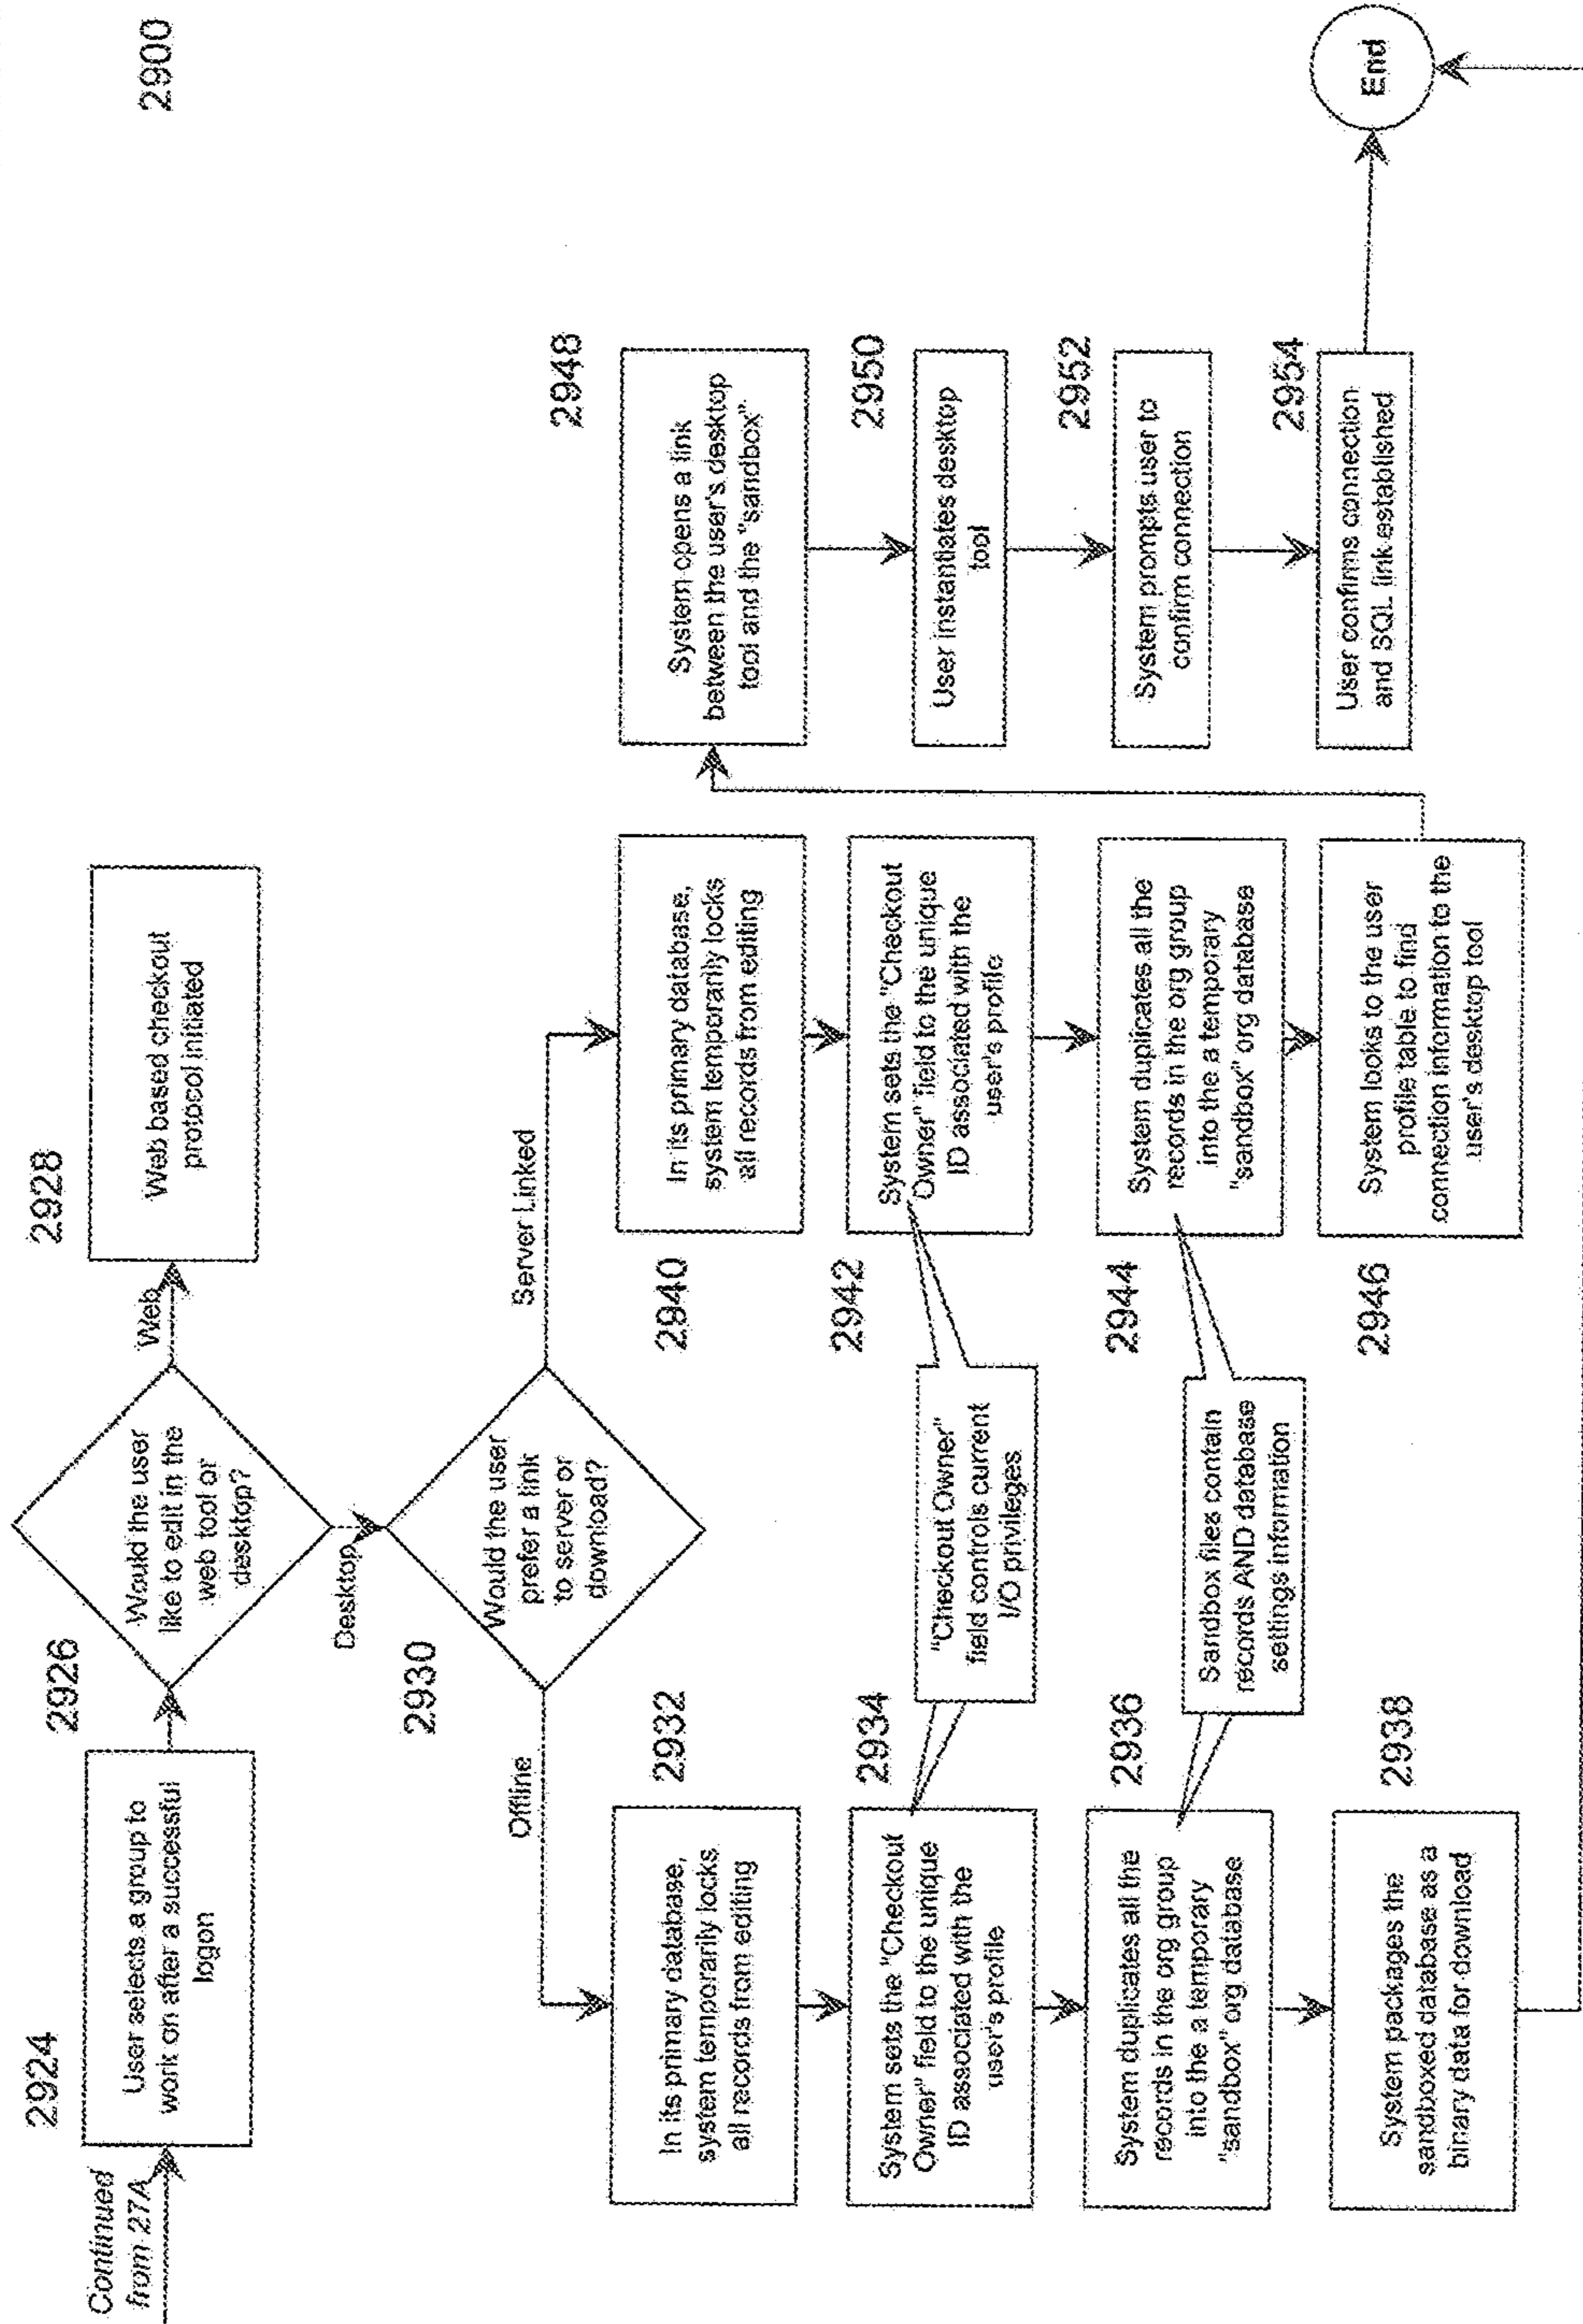 2900
Continued
from 27A
2924
User selects a group to
work on after a successful
logon
2926
Would the user
like to edit in the
web tool or
desktop?
Web
2928
Web based checkout
protocol initiated
Desktop
2930
Would the user
prefer a link
to server or
download?
Offline
Server Linked
2932
In its primary database,
system temporarily locks
all records from editing
2934
System sets the "Checkout
Owner" field to the unique
ID associated with the
user's profile
2936
System duplicates all the
records in the org group
into the a temporary
"sandbox" org database
2938
System packages the
sandboxed database as a
binary data for download
"Checkout Owner"
field controls current
I/O privileges
Sandbox files contain
records AND database
settings information
2940
In its primary database,
system temporarily locks
all records from editing
2942
System sets the "Checkout
Owner" field to the unique
ID associated with the
user's profile
2944
System duplicates all the
records in the org group
into the a temporary
"sandbox" org database
2946
System looks to the user
profile table to find
connection information to the
user's desktop tool
2948
System opens a link
between the user's desktop
tool and the "sandbox"
2950
User instantiates desktop
tool
2952
System prompts user to
confirm connection
2954
User confirms connection
and SQL link established
End